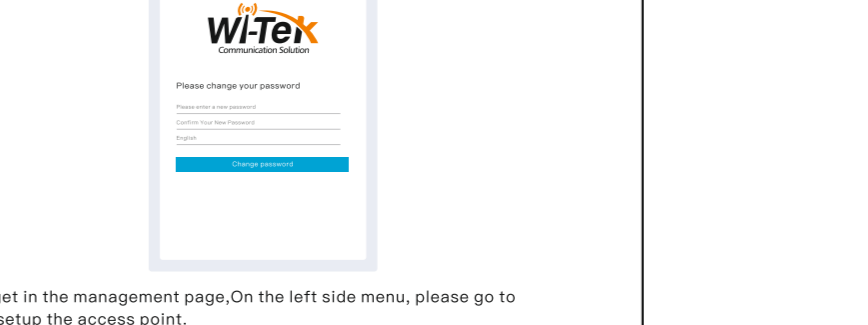 Wi-Tek
Communication Solution
Please change your password
Please enter a new password
Confirm Your New Password
English
Change password
get in the management page,On the left side menu, please go to
setup the access point.